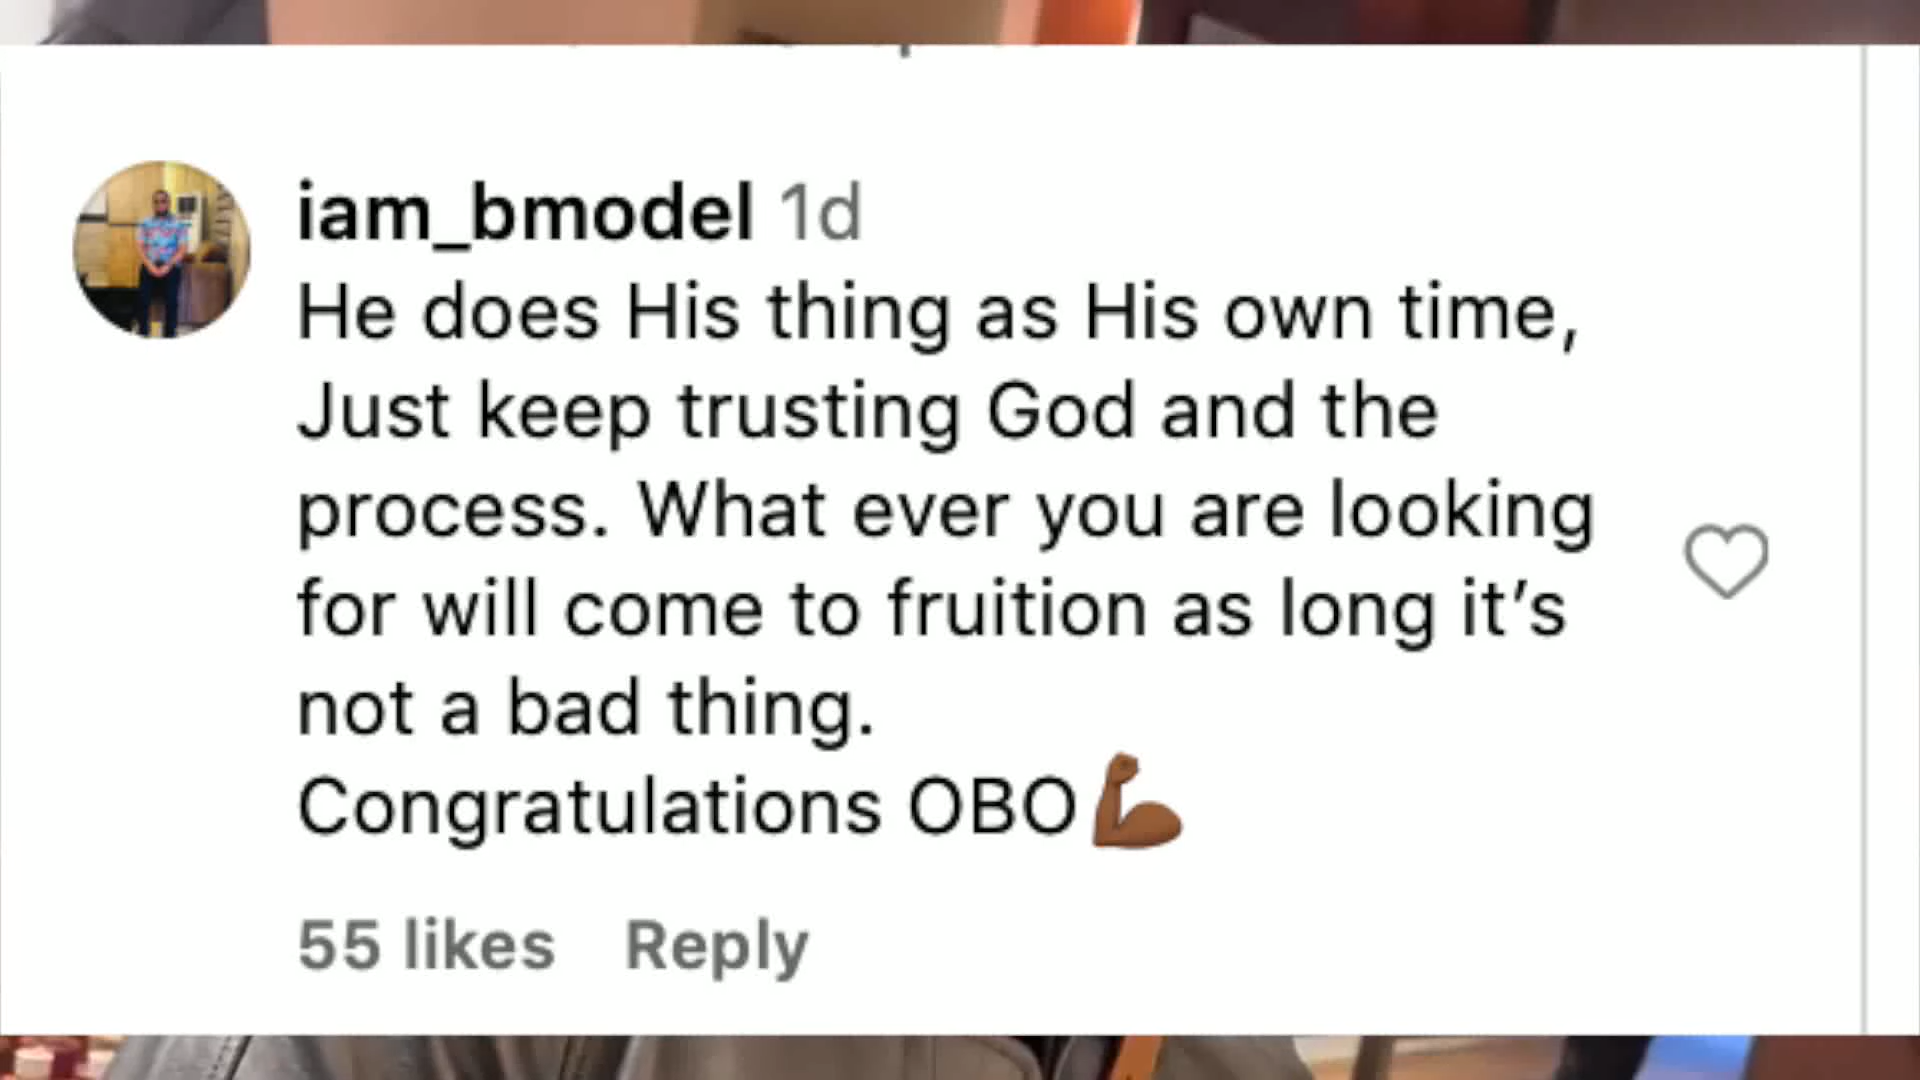 iam_bmodel 1d
He does His thing as His own time,
Just keep trusting God and the
process. What ever you are looking
for will come to fruition as long it’s
not a bad thing.
Congratulations OBO💪🏾
55 likes Reply